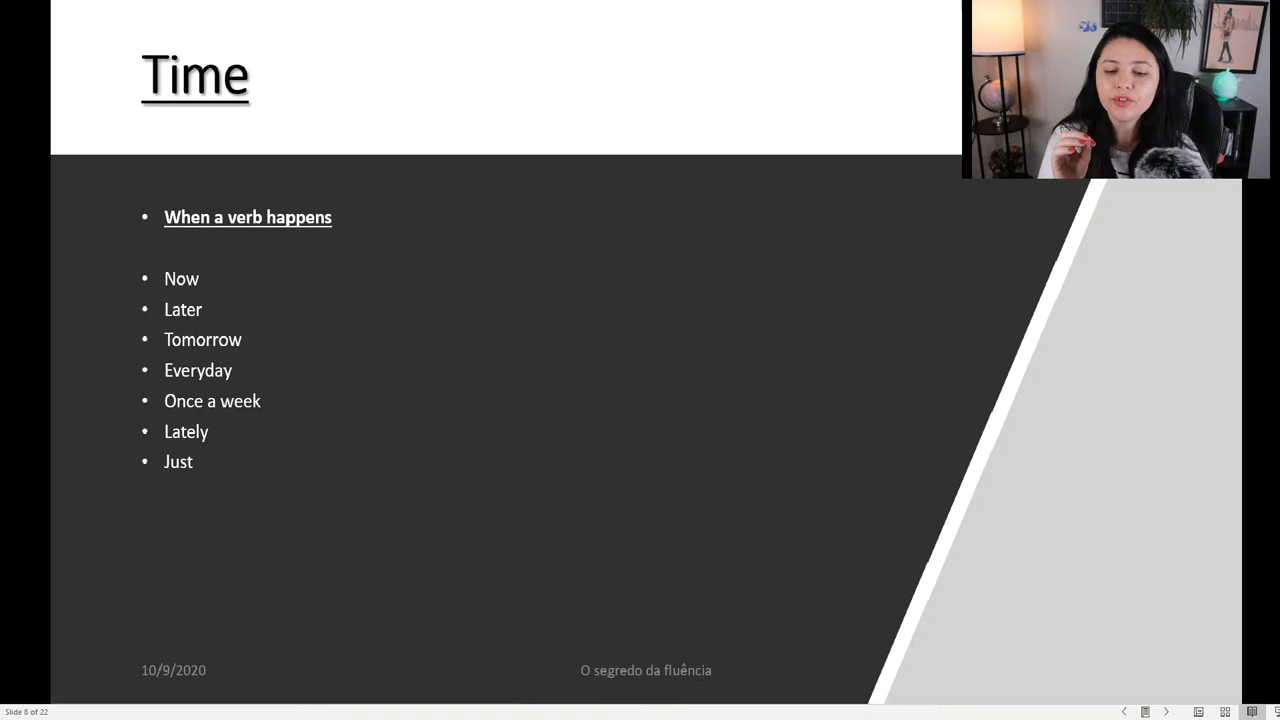 Time
• When a verb happens
• Now
• Later
• Tomorrow
• Everyday
• Once a week
• Lately
• Just
10/9/2020
O segredo da fluência
Slide 8 of 22